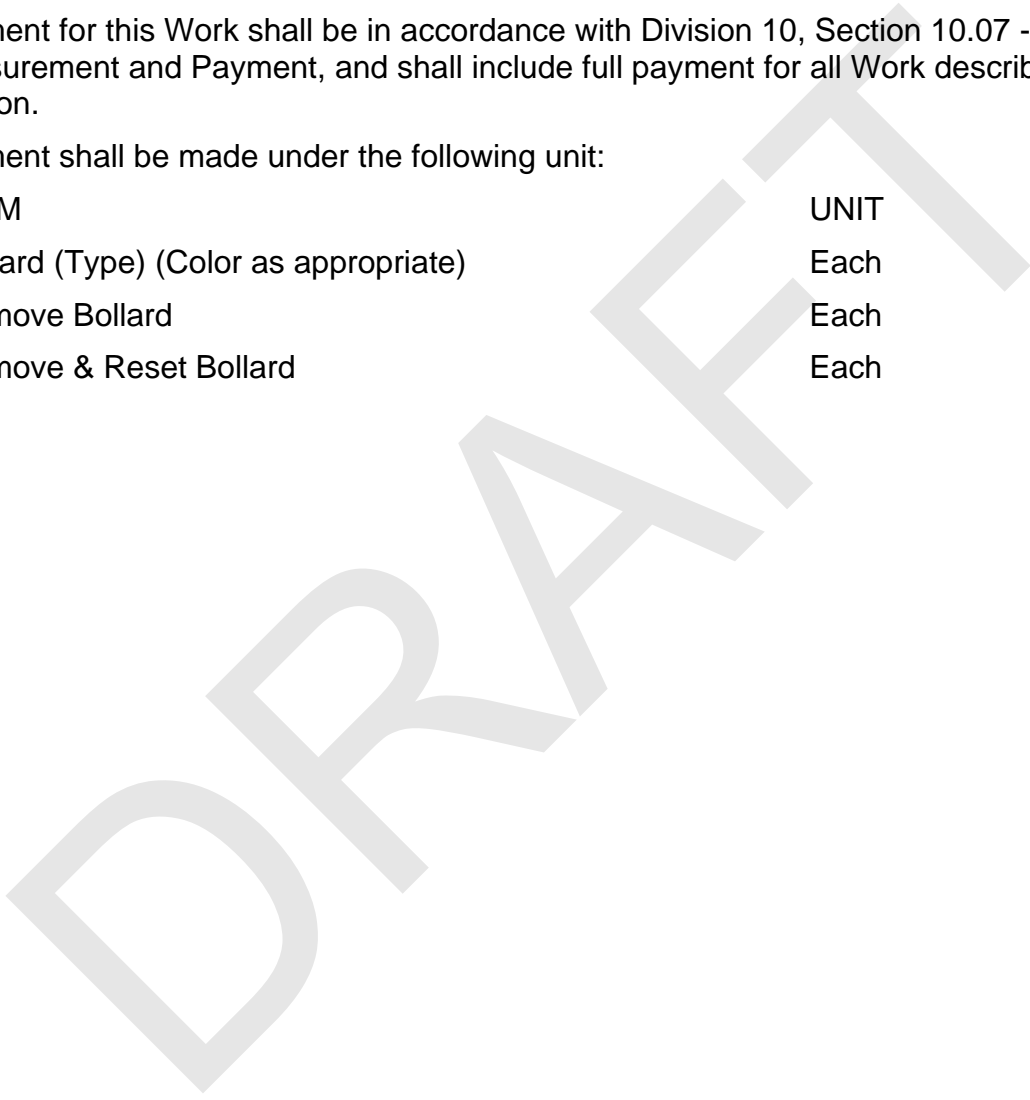 ment for this Work shall be in accordance with Division 10, Section 10.07 -
surement and Payment, and shall include full payment for all Work describ
on.
ment shall be made under the following unit:
M UNIT
ard (Type) (Color as appropriate) Each
move Bollard Each
move & Reset Bollard Each
DRAFT